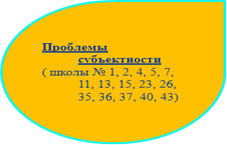 Проблемы
субъектности
( школы № 1, 2, 4, 5, 7,
11, 13, 15, 23, 26,
35, 36, 37, 40, 43)